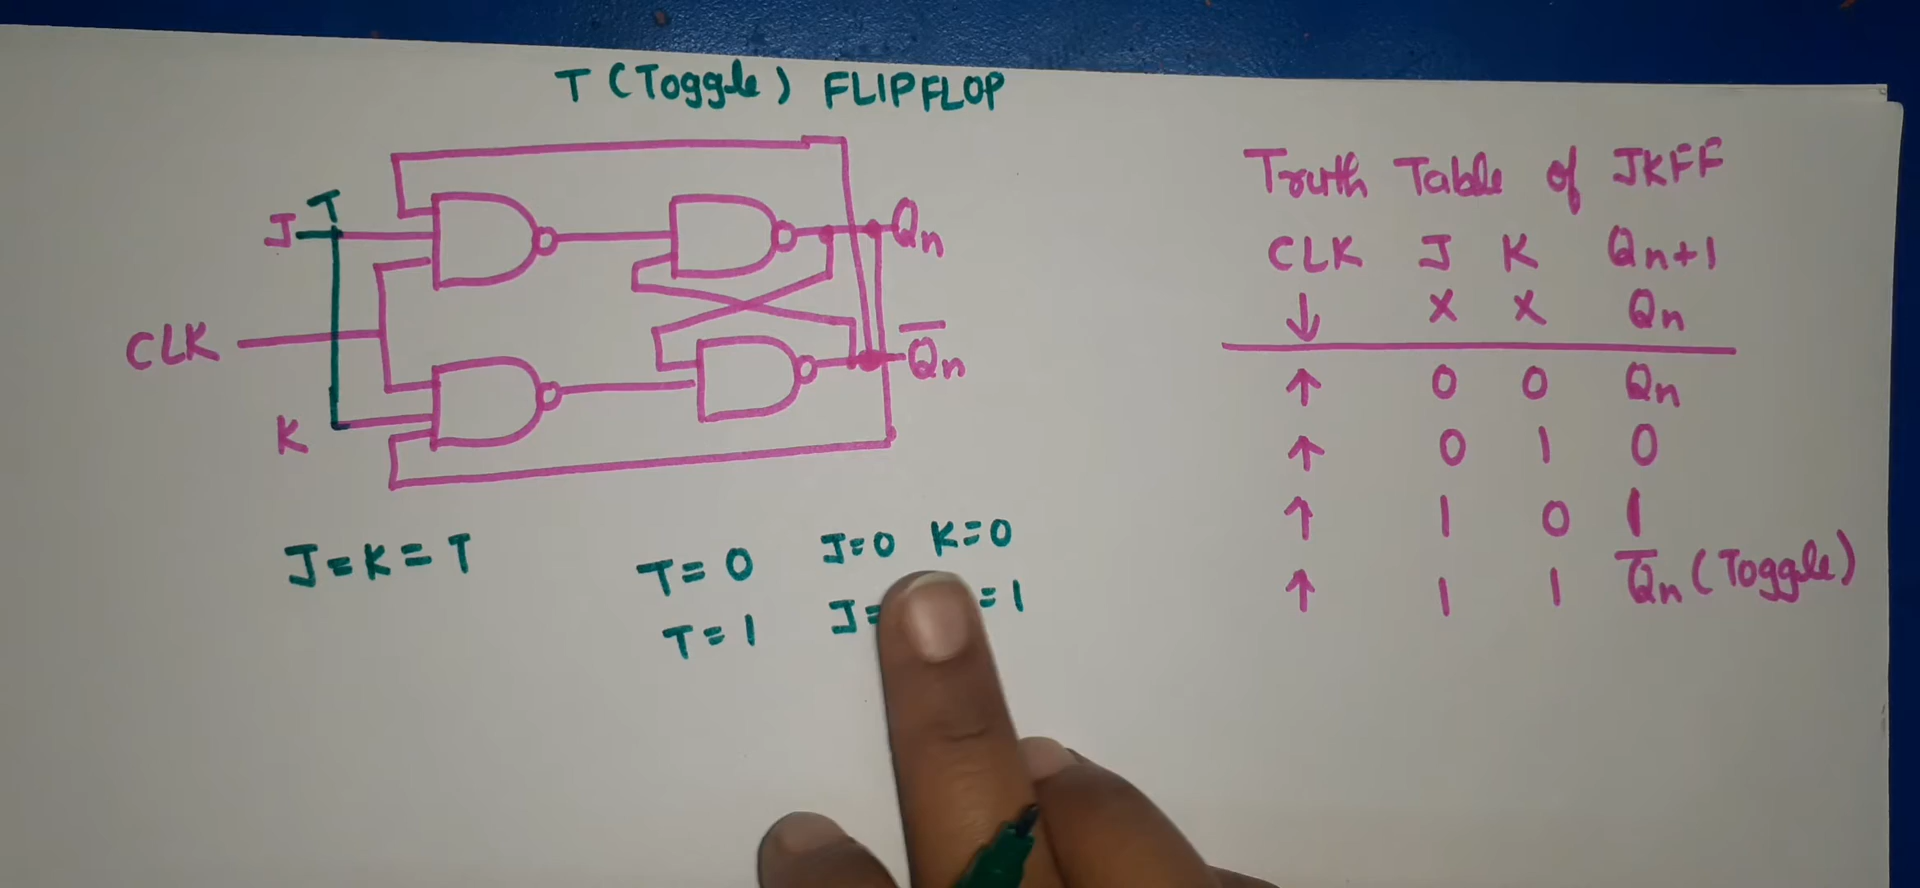 T (Toggle) FLIPFLOP
J T
CLK
K
Qn
Q̅n
J=K=T
T=0 J=0 K=0
T=1 J= =1
Truth Table of JKFF
CLK J K Qn+1
↓ X X Qn
↑ 0 0 Qn
↑ 0 1 0
↑ 1 0 1
↑ 1 1 Q̅n (Toggle)